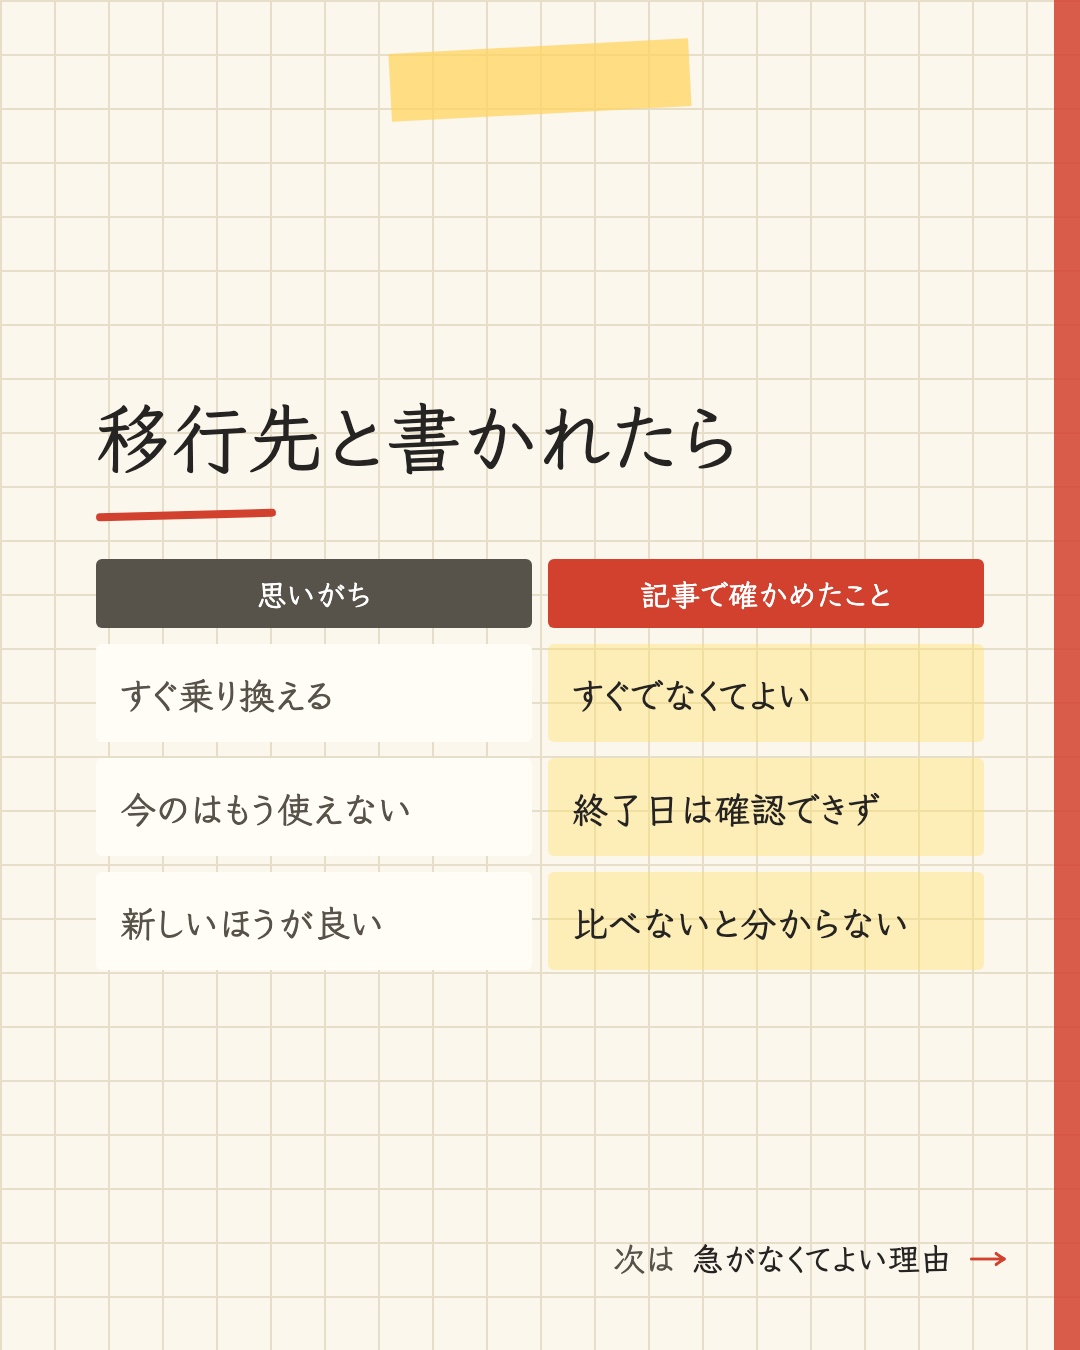 移行先と書かれたら
思いがち
記事で確かめたこと
すぐ乗り換える
すぐでなくてよい
今のはもう使えない
終了日は確認できず
新しいほうが良い
比べないと分からない
次は 急がなくてよい理由 →